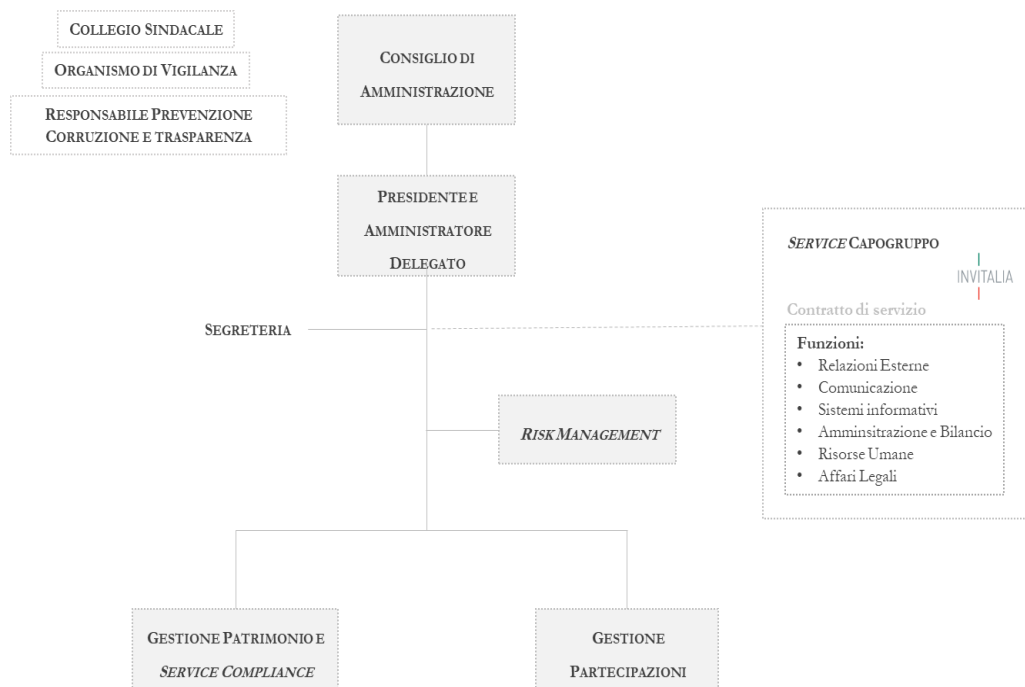 COLLEGIO SINDACALE
ORGANISMO DI VIGILANZA
RESPONSABILE PREVENZIONE
CORRUZIONE E TRASPARENZA
CONSIGLIO DI
AMMINISTRAZIONE
PRESIDENTE E
AMMINISTRATORE
DELEGATO
SEGRETERIA
SERVICE CAPOGRUPPO
INVITALIA
Contratto di servizio
Funzioni:
• Relazioni Esterne
• Comunicazione
• Sistemi informativi
• Amminsitrazione e Bilancio
• Risorse Umane
• Affari Legali
RISK MANAGEMENT
GESTIONE PATRIMONIO E
SERVICE COMPLIANCE
GESTIONE
PARTECIPAZIONI